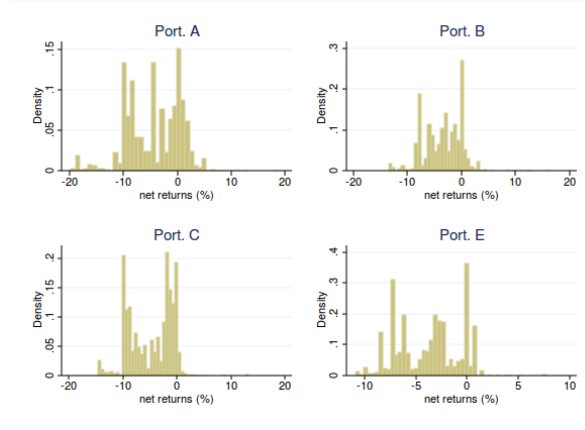 Port. A
Density
0 .05 .1 .15
-20 -10 0 10 20
net returns (%)
Port. B
Density
0 .1 .2 .3
-20 -10 0 10 20
net returns (%)
Port. C
Density
0 .05 .1 .15 .2
-20 -10 0 10 20
net returns (%)
Port. E
Density
0 .1 .2 .3 .4
-10 -5 0 5 10
net returns (%)